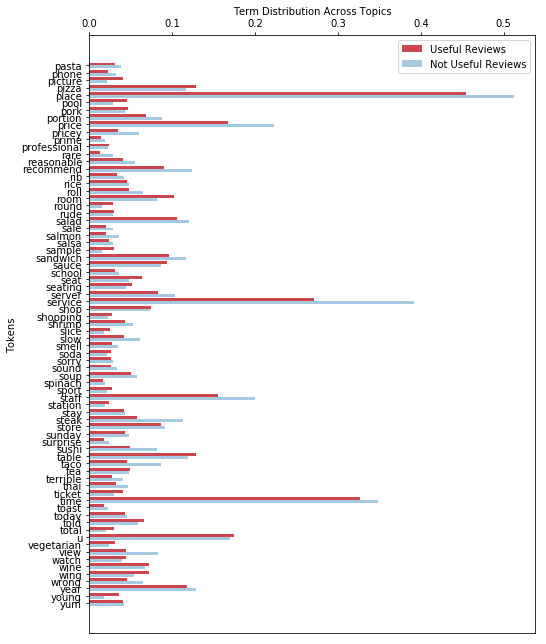 Term Distribution Across Topics
0.0 0.1 0.2 0.3 0.4 0.5
Useful Reviews
Not Useful Reviews
Tokens
pasta
phone
picture
pizza
place
pool
pork
portion
price
pricey
prime
professional
rare
reasonable
recommend
rib
rice
roll
room
round
rude
salad
sale
salmon
salsa
sample
sandwich
sauce
school
seat
seating
server
service
shop
shopping
shrimp
slice
slow
smell
soda
sorry
sound
soup
spinach
sport
staff
station
stay
steak
store
sunday
surprise
sushi
table
taco
tea
terrible
thai
ticket
time
toast
today
told
total
u
vegetarian
view
watch
wine
wing
wrong
year
young
yum